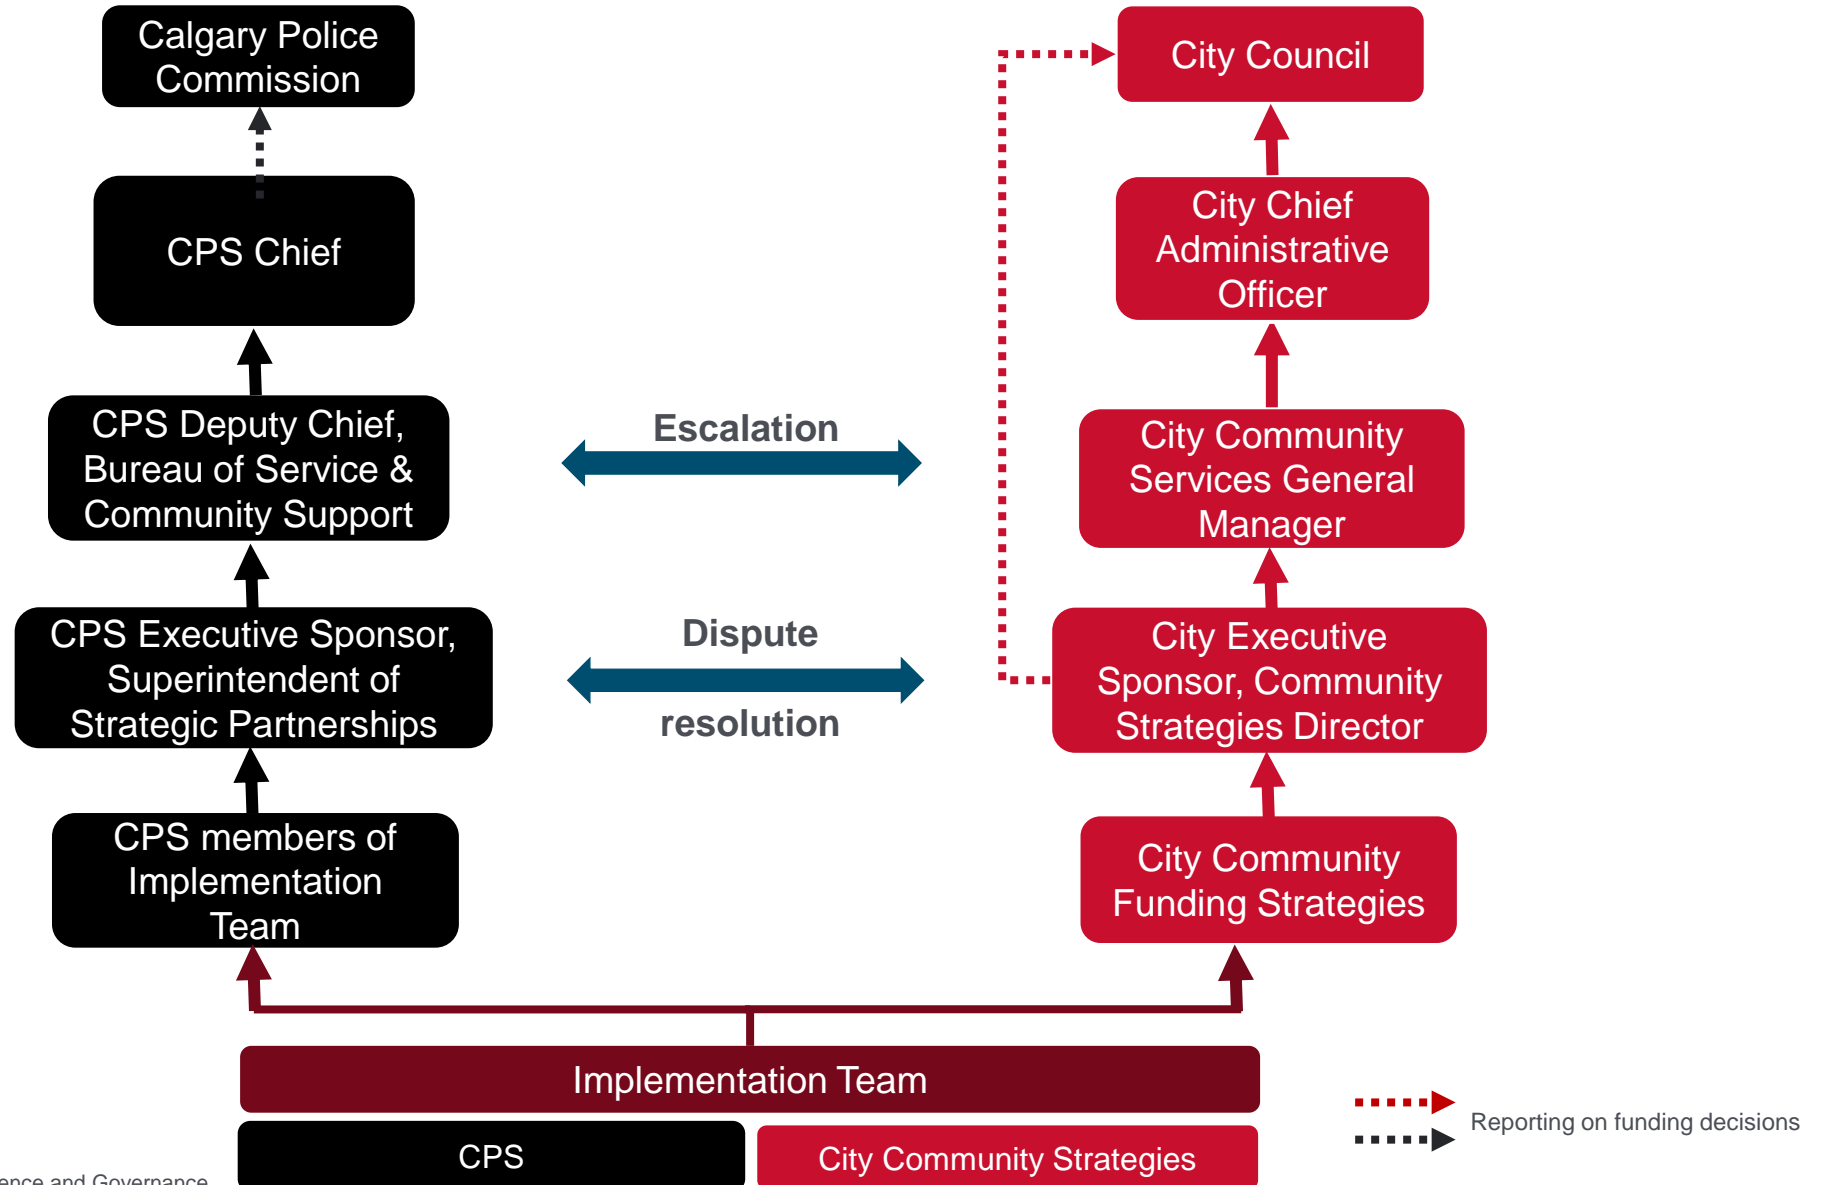 Calgary Police
Commission
CPS Chief
CPS Deputy Chief,
Bureau of Service &
Community Support
CPS Executive Sponsor,
Superintendent of
Strategic Partnerships
CPS members of
Implementation
Team
Escalation
Dispute
resolution
City Council
City Chief
Administrative
Officer
City Community
Services General
Manager
City Executive
Sponsor, Community
Strategies Director
City Community
Funding Strategies
Implementation Team
CPS
City Community Strategies
Reporting on funding decisions
and Governance